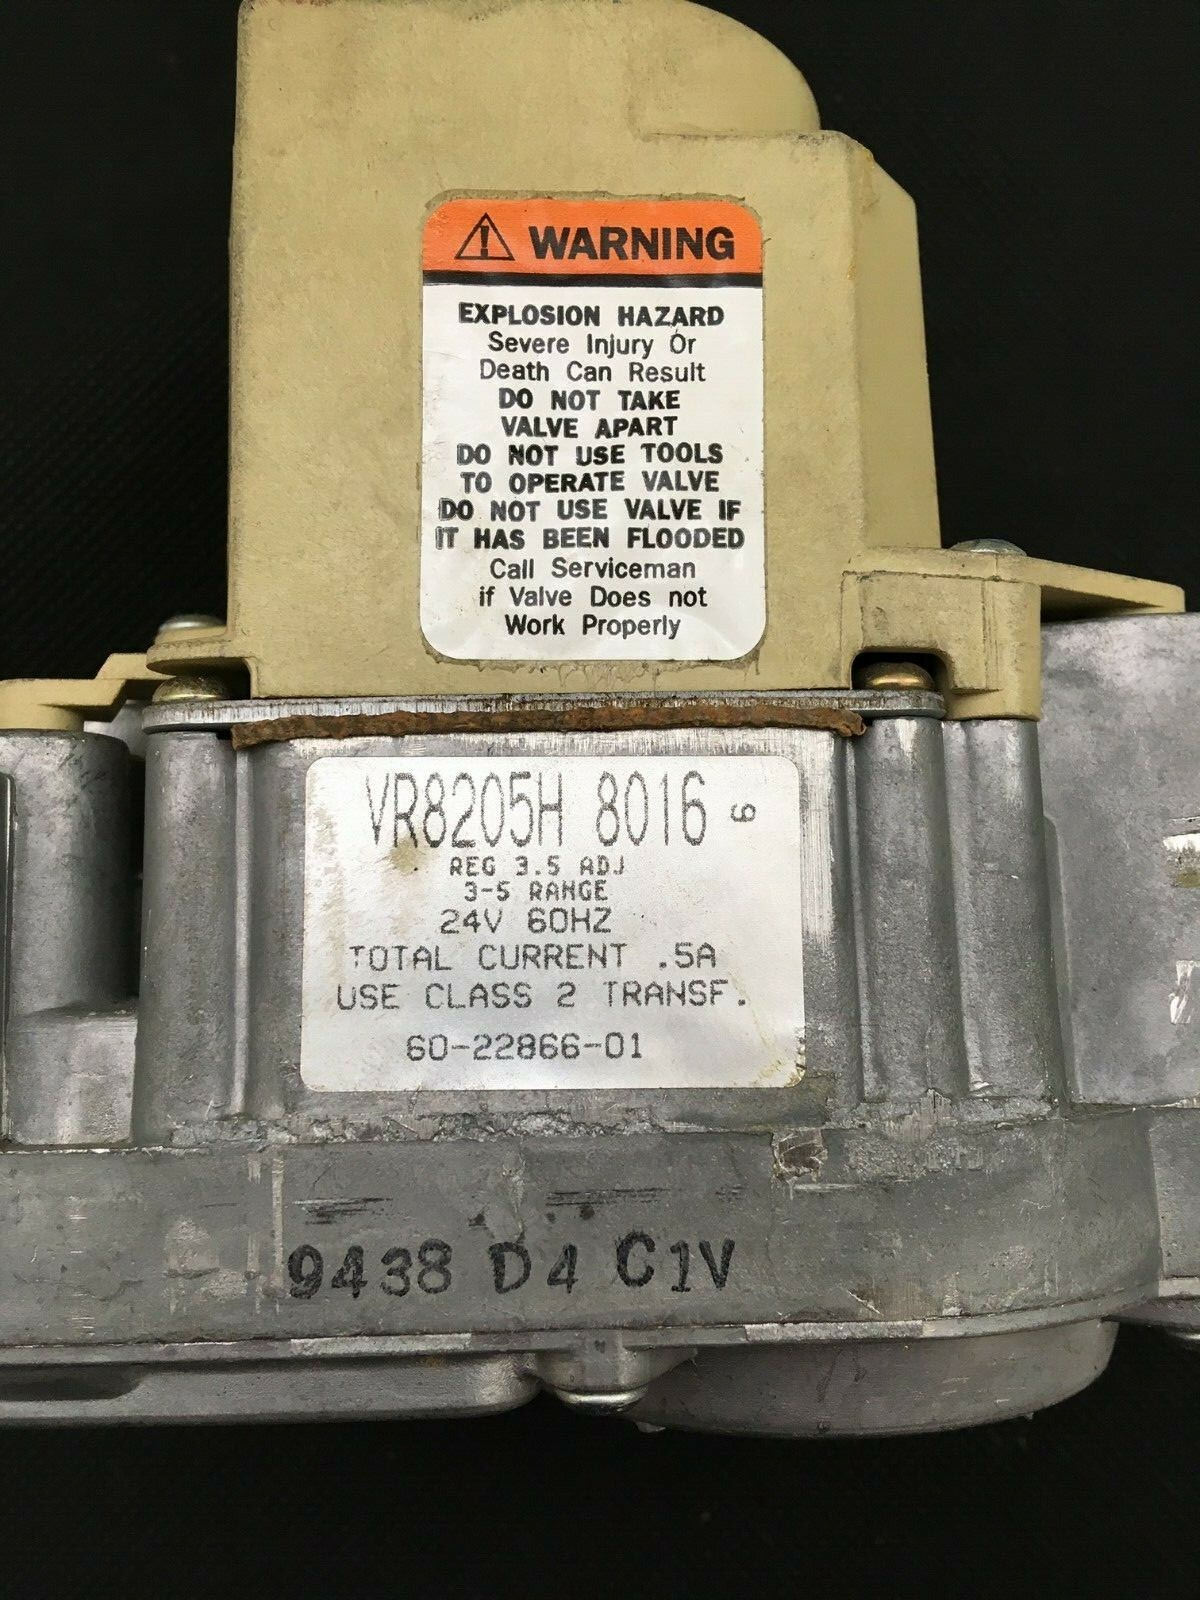 WARNING
EXPLOSION HAZARD
Severe Injury Or
Death Can Result
DO NOT TAKE
VALVE APART
DO NOT USE TOOLS
TO OPERATE VALVE
DO NOT USE VALVE IF
IT HAS BEEN FLOODED
Call Serviceman
if Valve Does not
Work Properly
VR8205H 8016 9
REG 3.5 ADJ
3-5 RANGE
24V 60HZ
TOTAL CURRENT .5A
USE CLASS 2 TRANSF.
60-22866-01
9438 D4 C1V